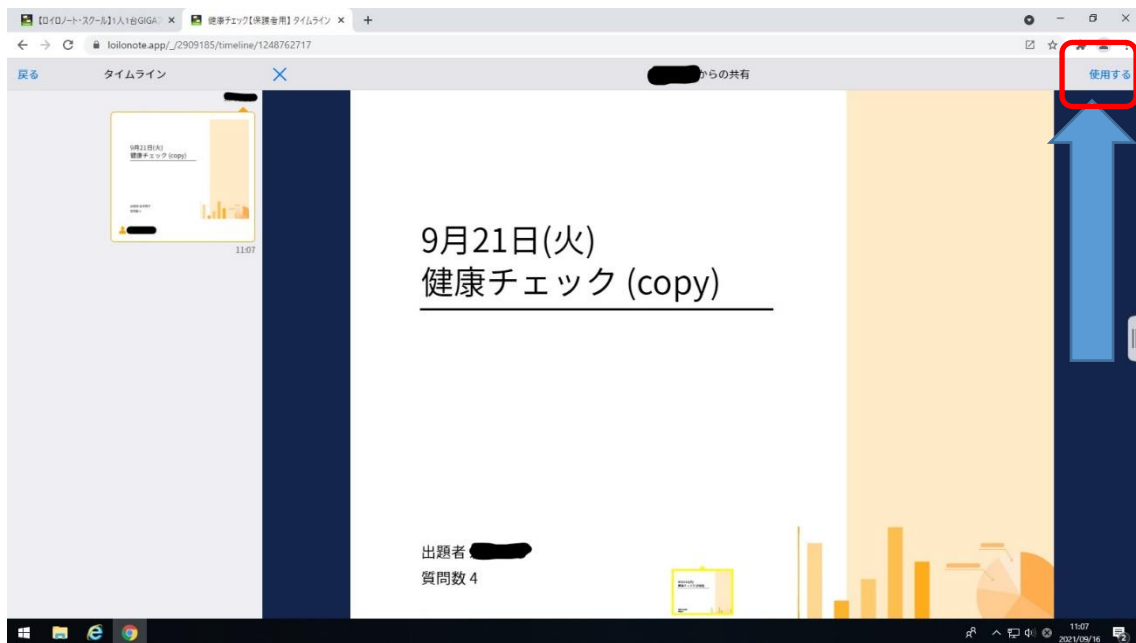 【ロイロノート・スクール】1人1台GIGAス
健康チェック【保護者用】 タイムライン
loilonote.app/_/2909185/timeline/1248762717
戻る
タイムライン
からの共有
使用する
9月21日(火)
健康チェック (copy)
11:07
9月21日(火)
健康チェック (copy)
出題者
質問数 4
11:07
2021/09/16